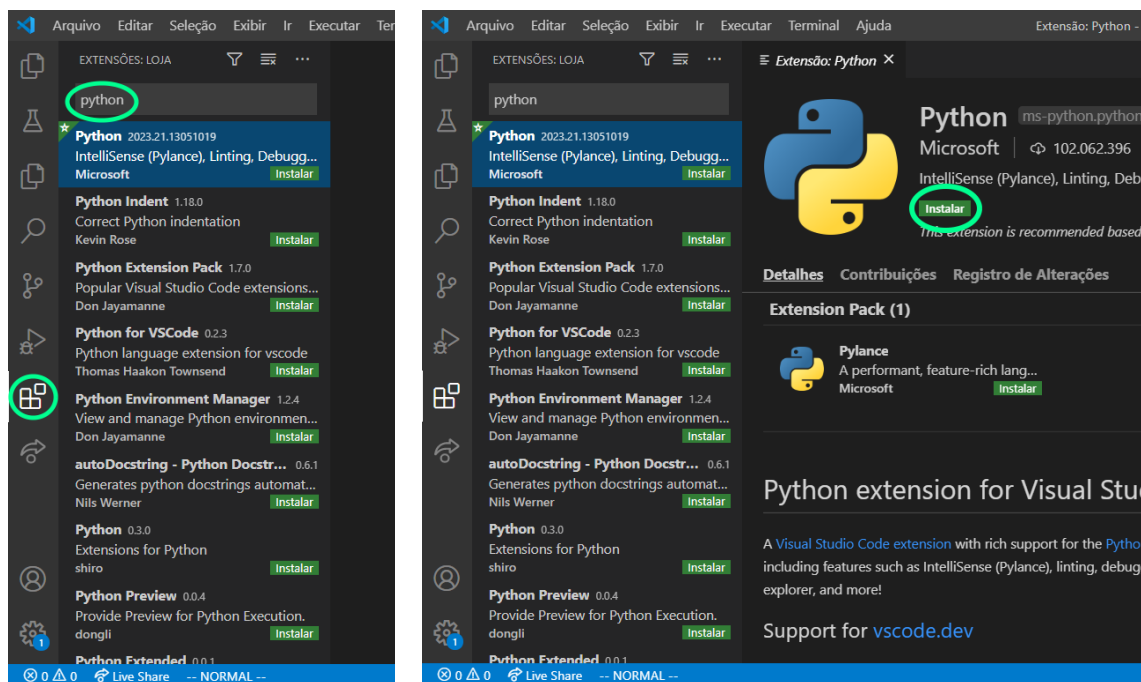 Arquivo Editar Seleção Exibir Ir Executar Ter
EXTENSÕES: LOJA
python
Python 2023.21.13051019
IntelliSense (Pylance), Linting, Debugg...
Microsoft Instalar
Python Indent 1.18.0
Correct Python indentation
Kevin Rose Instalar
Python Extension Pack 1.7.0
Popular Visual Studio Code extensions...
Don Jayamanne Instalar
Python for VSCode 0.2.3
Python language extension for vscode
Thomas Haakon Townsend Instalar
Python Environment Manager 1.2.4
View and manage Python environmen...
Don Jayamanne Instalar
autoDocstring - Python Docstr... 0.6.1
Generates python docstrings automat...
Nils Werner Instalar
Python 0.3.0
Extensions for Python
shiro Instalar
Python Preview 0.0.4
Provide Preview for Python Execution.
dongli Instalar
Python Extended 0.0.1
1
0 0 Live Share -- NORMAL --
Arquivo Editar Seleção Exibir Ir Executar Terminal Ajuda Extensão: Python -
EXTENSÕES: LOJA
python
Python 2023.21.13051019
IntelliSense (Pylance), Linting, Debugg...
Microsoft Instalar
Python Indent 1.18.0
Correct Python indentation
Kevin Rose Instalar
Python Extension Pack 1.7.0
Popular Visual Studio Code extensions...
Don Jayamanne Instalar
Python for VSCode 0.2.3
Python language extension for vscode
Thomas Haakon Townsend Instalar
Python Environment Manager 1.2.4
View and manage Python environmen...
Don Jayamanne Instalar
autoDocstring - Python Docstr... 0.6.1
Generates python docstrings automat...
Nils Werner Instalar
Python 0.3.0
Extensions for Python
shiro Instalar
Python Preview 0.0.4
Provide Preview for Python Execution.
dongli Instalar
Python Extended 0.0.1
1
0 0 Live Share -- NORMAL --
Extensão: Python
Python ms-python.python
Microsoft 102.062.396
IntelliSense (Pylance), Linting, Deb
Instalar
This extension is recommended based
Detalhes Contribuições Registro de Alterações
Extension Pack (1)
Pylance
A performant, feature-rich lang...
Microsoft Instalar
Python extension for Visual Stu
A Visual Studio Code extension with rich support for the Pytho
including features such as IntelliSense (Pylance), linting, debug
explorer, and more!
Support for vscode.dev